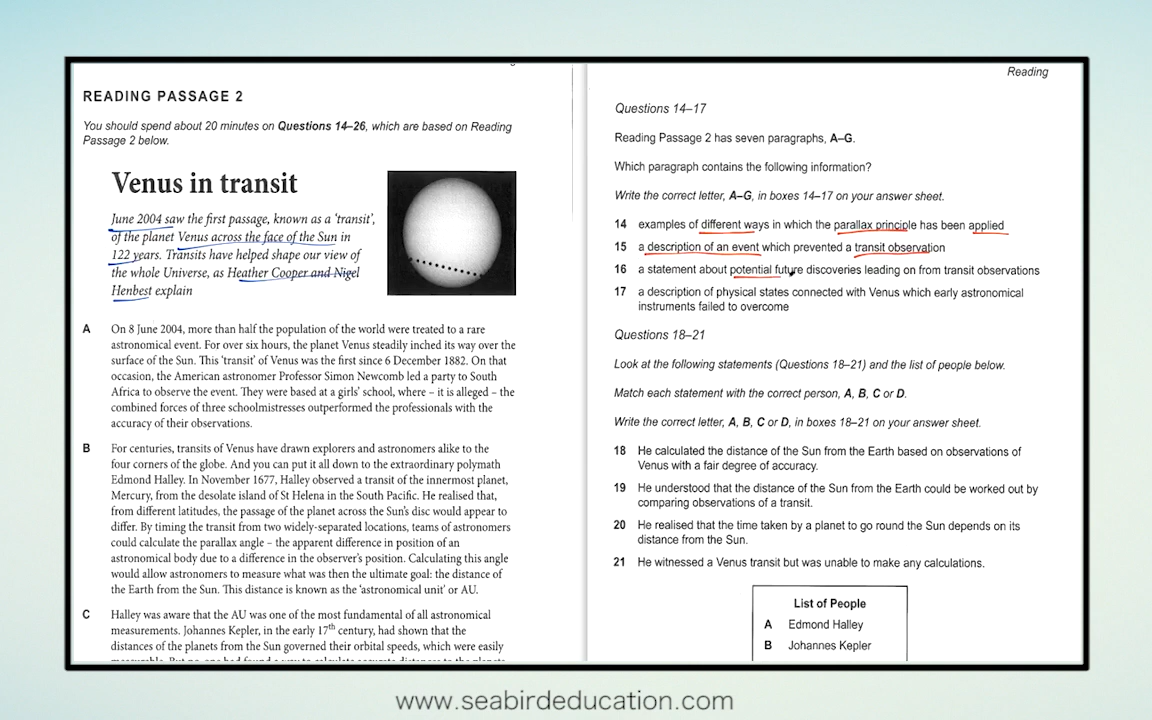 READING PASSAGE 2
You should spend about 20 minutes on Questions 14–26, which are based on Reading
Passage 2 below.
Venus in transit
June 2004 saw the first passage, known as a 'transit',
of the planet Venus across the face of the Sun in
122 years. Transits have helped shape our view of
the whole Universe, as Heather Cooper and Nigel
Henbest explain
A On 8 June 2004, more than half the population of the world were treated to a rare
astronomical event. For over six hours, the planet Venus steadily inched its way over the
surface of the Sun. This 'transit' of Venus was the first since 6 December 1882. On that
occasion, the American astronomer Professor Simon Newcomb led a party to South
Africa to observe the event. They were based at a girls' school, where – it is alleged – the
combined forces of three schoolmistresses outperformed the professionals with the
accuracy of their observations.
B For centuries, transits of Venus have drawn explorers and astronomers alike to the
four corners of the globe. And you can put it all down to the extraordinary polymath
Edmond Halley. In November 1677, Halley observed a transit of the innermost planet,
Mercury, from the desolate island of St Helena in the South Pacific. He realised that,
from different latitudes, the passage of the planet across the Sun's disc would appear to
differ. By timing the transit from two widely-separated locations, teams of astronomers
could calculate the parallax angle – the apparent difference in position of an
astronomical body due to a difference in the observer's position. Calculating this angle
would allow astronomers to measure what was then the ultimate goal: the distance of
the Earth from the Sun. This distance is known as the 'astronomical unit' or AU.
C Halley was aware that the AU was one of the most fundamental of all astronomical
measurements. Johannes Kepler, in the early 17th century, had shown that the
distances of the planets from the Sun governed their orbital speeds, which were easily
Reading
Questions 14–17
Reading Passage 2 has seven paragraphs, A–G.
Which paragraph contains the following information?
Write the correct letter, A–G, in boxes 14–17 on your answer sheet.
14 examples of different ways in which the parallax principle has been applied
15 a description of an event which prevented a transit observation
16 a statement about potential future discoveries leading on from transit observations
17 a description of physical states connected with Venus which early astronomical
instruments failed to overcome
Questions 18–21
Look at the following statements (Questions 18–21) and the list of people below.
Match each statement with the correct person, A, B, C or D.
Write the correct letter, A, B, C or D, in boxes 18–21 on your answer sheet.
18 He calculated the distance of the Sun from the Earth based on observations of
Venus with a fair degree of accuracy.
19 He understood that the distance of the Sun from the Earth could be worked out by
comparing observations of a transit.
20 He realised that the time taken by a planet to go round the Sun depends on its
distance from the Sun.
21 He witnessed a Venus transit but was unable to make any calculations.
List of People
A Edmond Halley
B Johannes Kepler
www.seabirdeducation.com